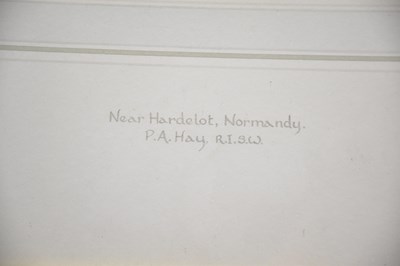 Near Hardelot, Normandy.
P.A. Hay. R.I.S.W.